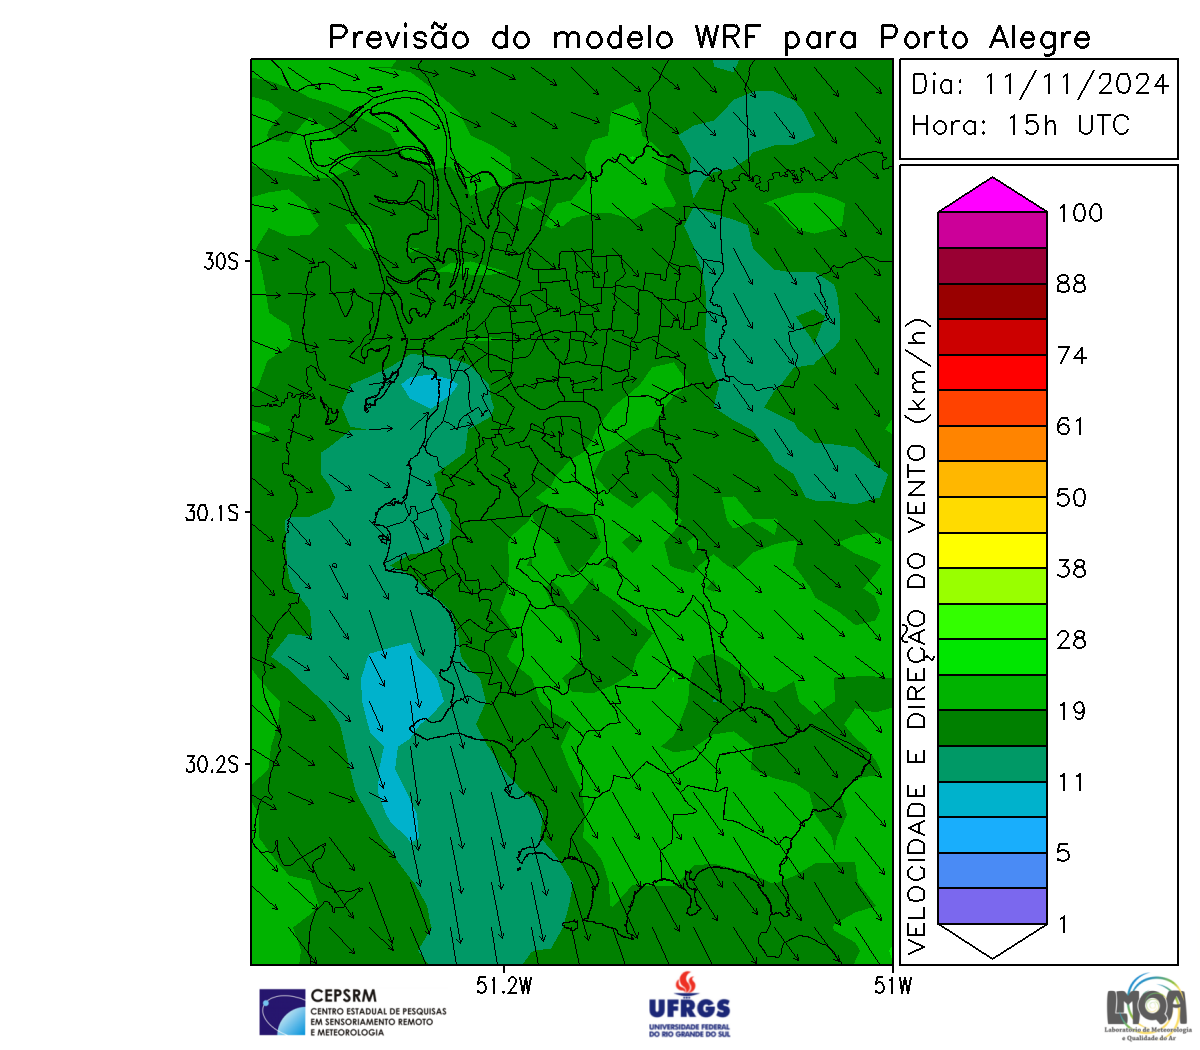 Previsão do modelo WRF para Porto Alegre
Dia: 11/11/2024
Hora: 15h UTC
30S
30.1S
30.2S
51.2W
51W
VELOCIDADE E DIREÇÃO DO VENTO (km/h)
100
88
74
61
50
38
28
19
11
5
1
CEPSRM
CENTRO ESTADUAL DE PESQUISAS
EM SENSORIAMENTO REMOTO
E METEOROLOGIA
UFRGS
UNIVERSIDADE FEDERAL
DO RIO GRANDE DO SUL
LMQA
Laboratório de Meteorologia
e Qualidade do Ar